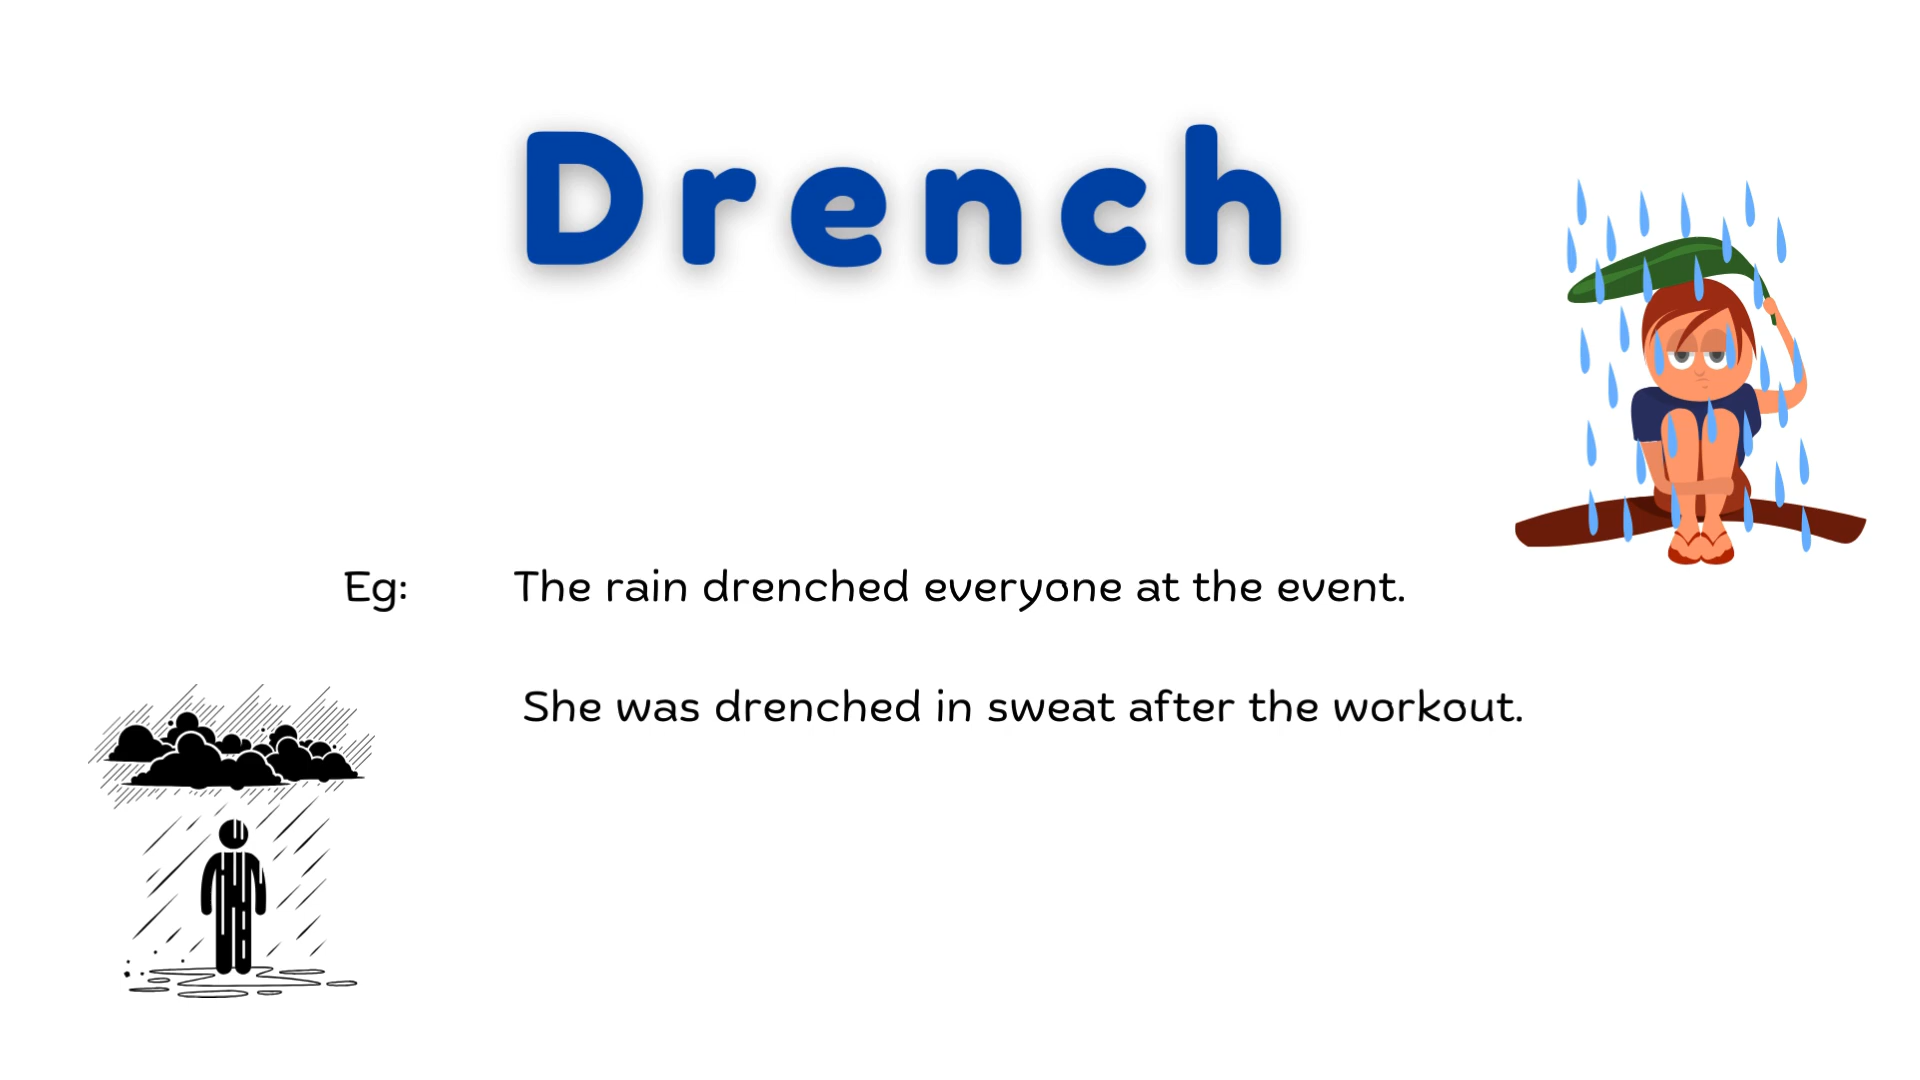 Drench
Eg: The rain drenched everyone at the event.
She was drenched in sweat after the workout.